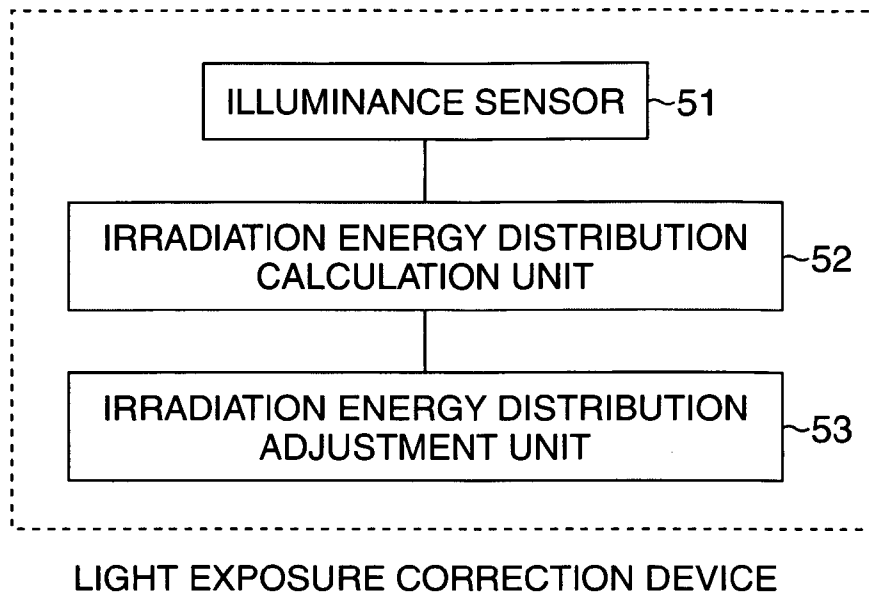 ILLUMINANCE SENSOR ~51
IRRADIATION ENERGY DISTRIBUTION
CALCULATION UNIT
~52
IRRADIATION ENERGY DISTRIBUTION
ADJUSTMENT UNIT
~53
LIGHT EXPOSURE CORRECTION DEVICE